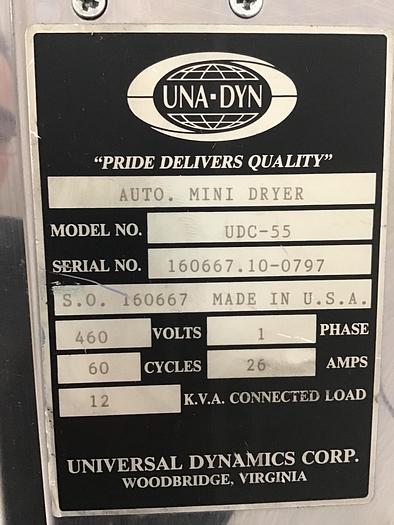 UNA-DYN
"PRIDE DELIVERS QUALITY"
AUTO. MINI DRYER
MODEL NO. UDC-55
SERIAL NO. 160667.10-0797
S.O. 160667 MADE IN U.S.A.
460 VOLTS 1 PHASE
60 CYCLES 26 AMPS
12 K.V.A. CONNECTED LOAD
UNIVERSAL DYNAMICS CORP.
WOODBRIDGE, VIRGINIA